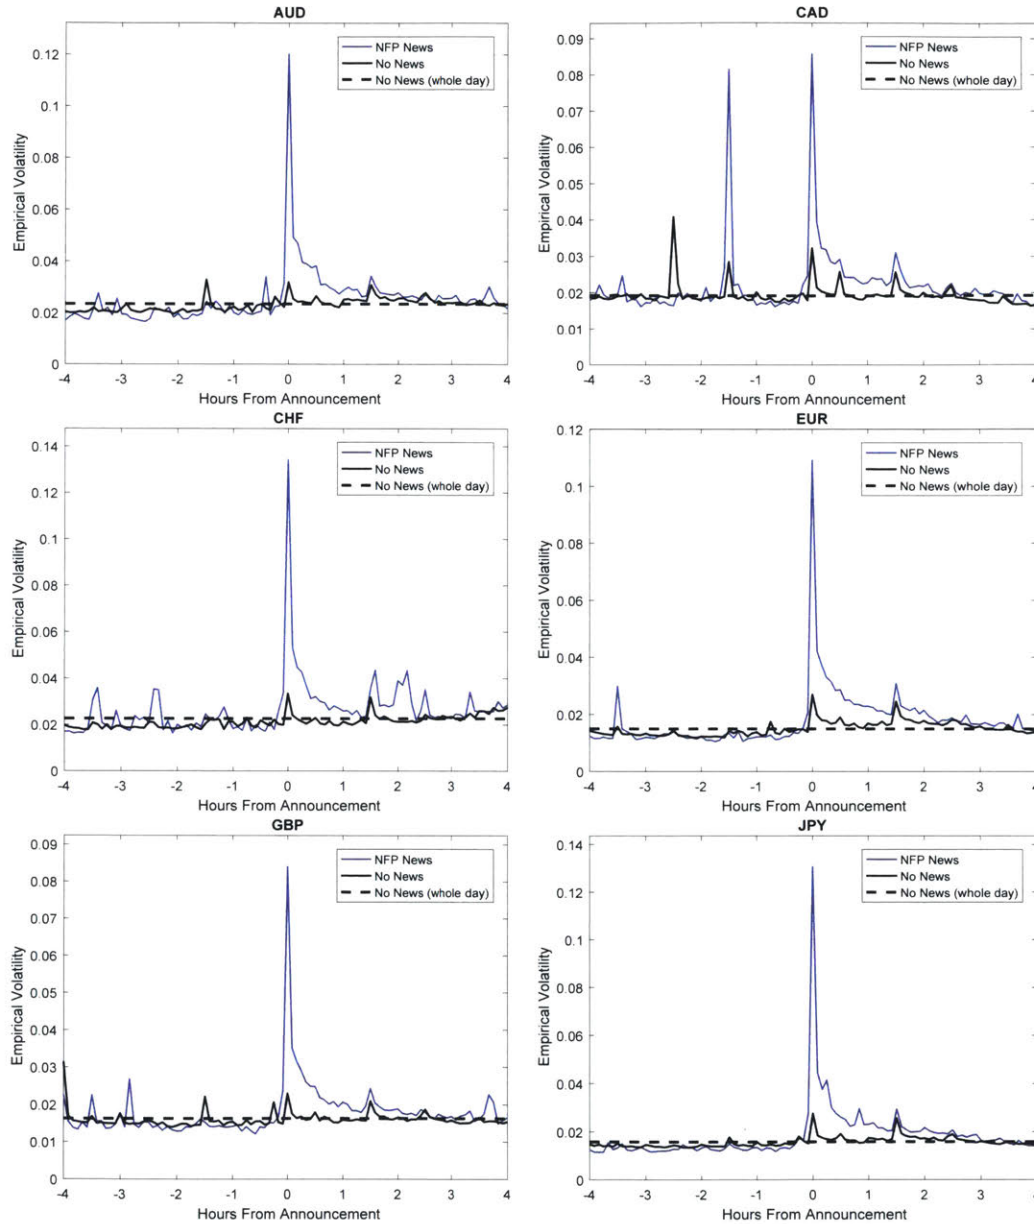 AUD
0.12
0.1
0.08
0.06
0.04
0.02
0
Empirical Volatility
NFP News
No News
No News (whole day)
-4 -3 -2 -1 0 1 2 3 4
Hours From Announcement
CAD
0.09
0.08
0.07
0.06
0.05
0.04
0.03
0.02
0.01
0
Empirical Volatility
NFP News
No News
No News (whole day)
-4 -3 -2 -1 0 1 2 3 4
Hours From Announcement
CHF
0.14
0.12
0.1
0.08
0.06
0.04
0.02
0
Empirical Volatility
NFP News
No News
No News (whole day)
-4 -3 -2 -1 0 1 2 3 4
Hours From Announcement
EUR
0.12
0.1
0.08
0.06
0.04
0.02
0
Empirical Volatility
NFP News
No News
No News (whole day)
-4 -3 -2 -1 0 1 2 3 4
Hours From Announcement
GBP
0.09
0.08
0.07
0.06
0.05
0.04
0.03
0.02
0.01
0
Empirical Volatility
NFP News
No News
No News (whole day)
-4 -3 -2 -1 0 1 2 3 4
Hours From Announcement
JPY
0.14
0.12
0.1
0.08
0.06
0.04
0.02
0
Empirical Volatility
NFP News
No News
No News (whole day)
-4 -3 -2 -1 0 1 2 3 4
Hours From Announcement